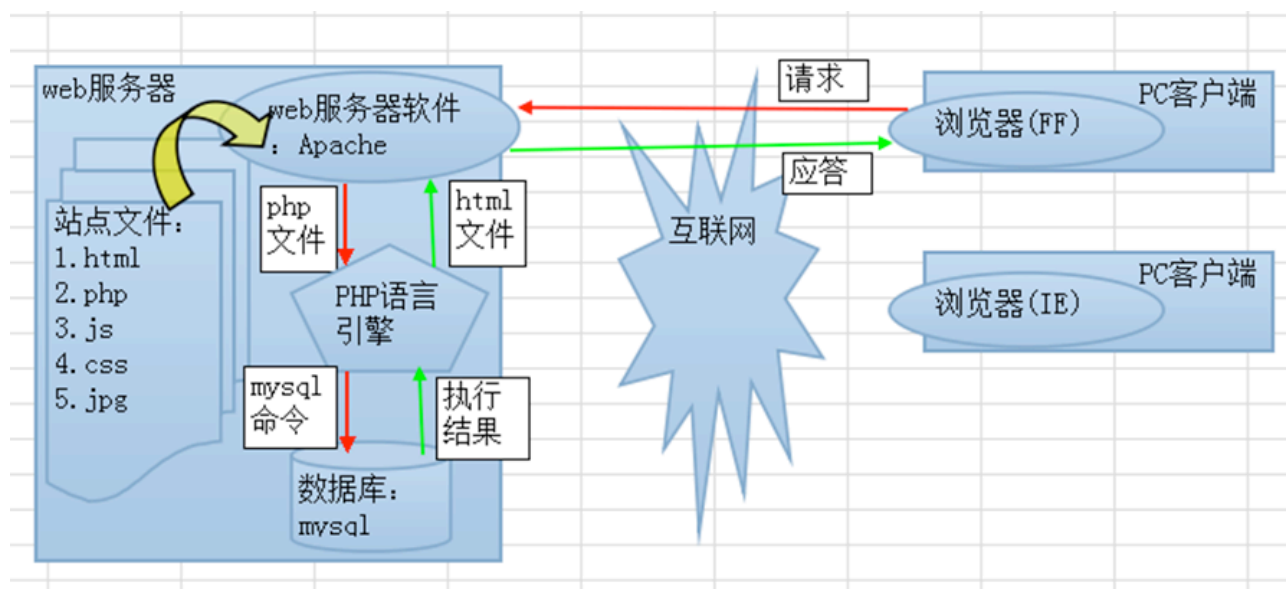 web服务器
web服务器软件
：Apache
站点文件：
1.html
2.php
3.js
4.css
5.jpg
php
文件
html
文件
PHP语言
引擎
mysql
命令
执行
结果
数据库：
mysql
请求
应答
互联网
PC客户端
浏览器(FF)
PC客户端
浏览器(IE)